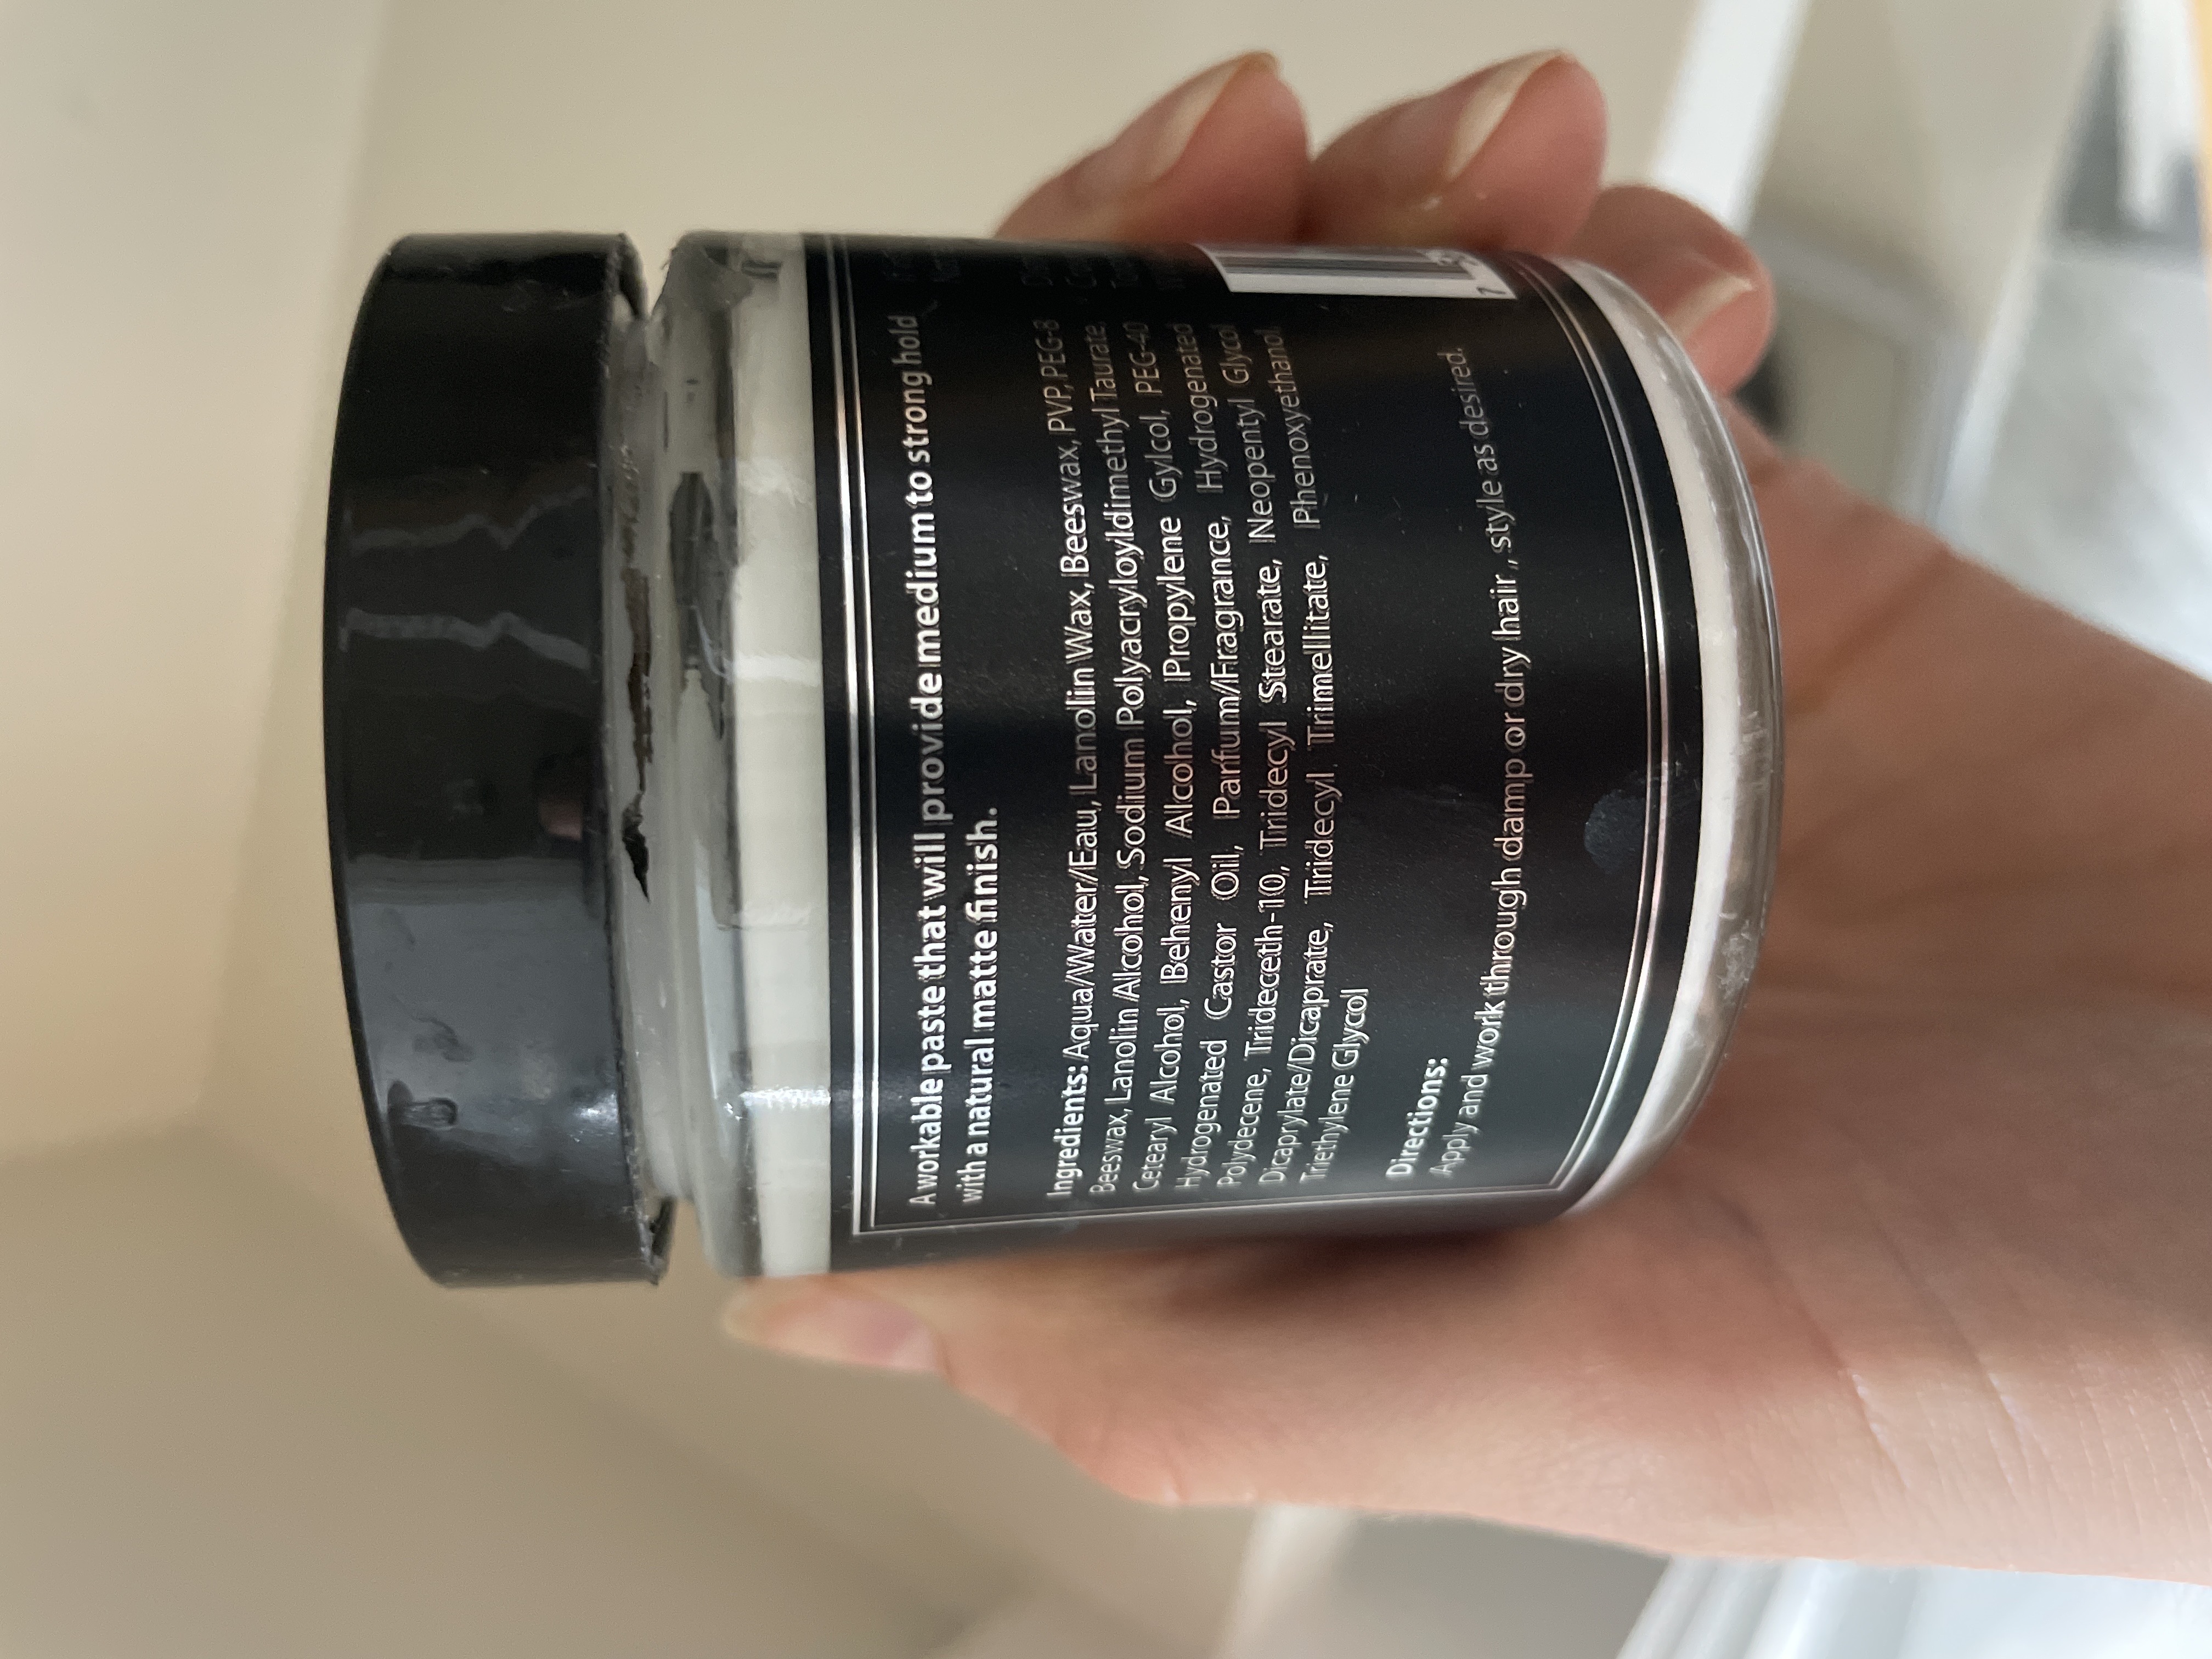 A workable paste that will provide medium to strong hold
with a natural matte finish.
Ingredients: Aqua/Water/Eau, Lanolin Wax, Beeswax, PVP, PEG-8
Beeswax, Lanolin Alcohol, Sodium Polyacryloyldimethyl Taurate,
Cetearyl Alcohol, Behenyl Alcohol, Propylene Gylcol, PEG-40
Hydrogenated Castor Oil, Parfum/Fragrance, Hydrogenated
Polydecene, Trideceth-10, Tridecyl Stearate, Neopentyl Glycol
Dicaprylate/Dicaprate, Tridecyl Trimellitate, Phenoxyethanol,
Triethylene Glycol
Directions:
Apply and work through damp or dry hair , style as desired.
7